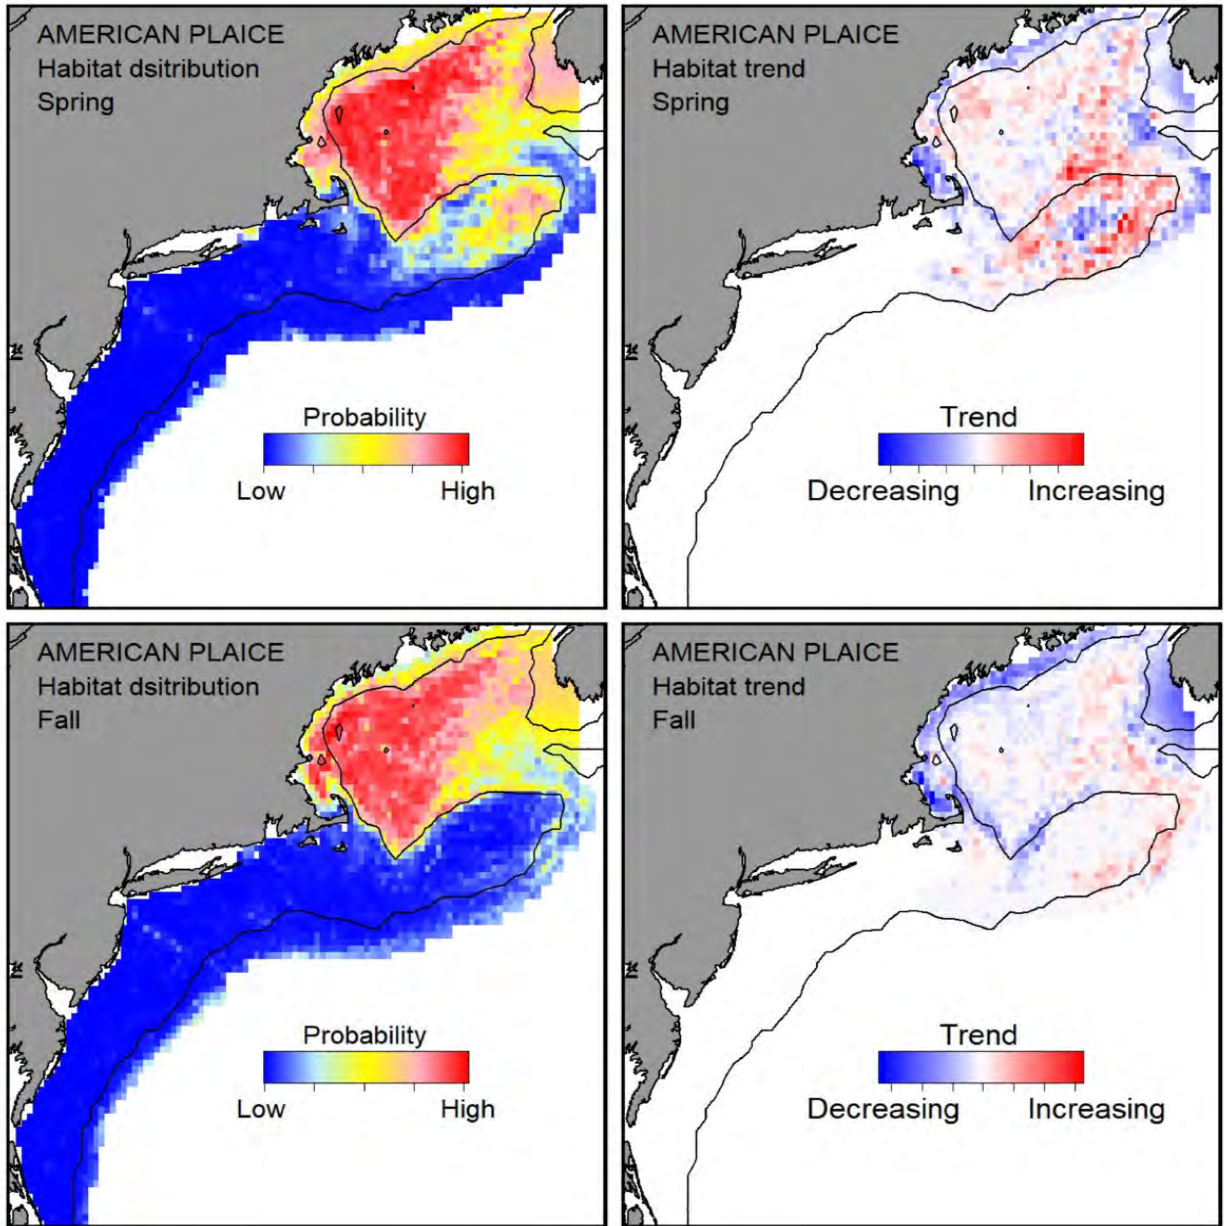 AMERICAN PLAICE
Habitat dsitribution
Spring
Probability
Low High
AMERICAN PLAICE
Habitat trend
Spring
Trend
Decreasing Increasing
AMERICAN PLAICE
Habitat dsitribution
Fall
Probability
Low High
AMERICAN PLAICE
Habitat trend
Fall
Trend
Decreasing Increasing